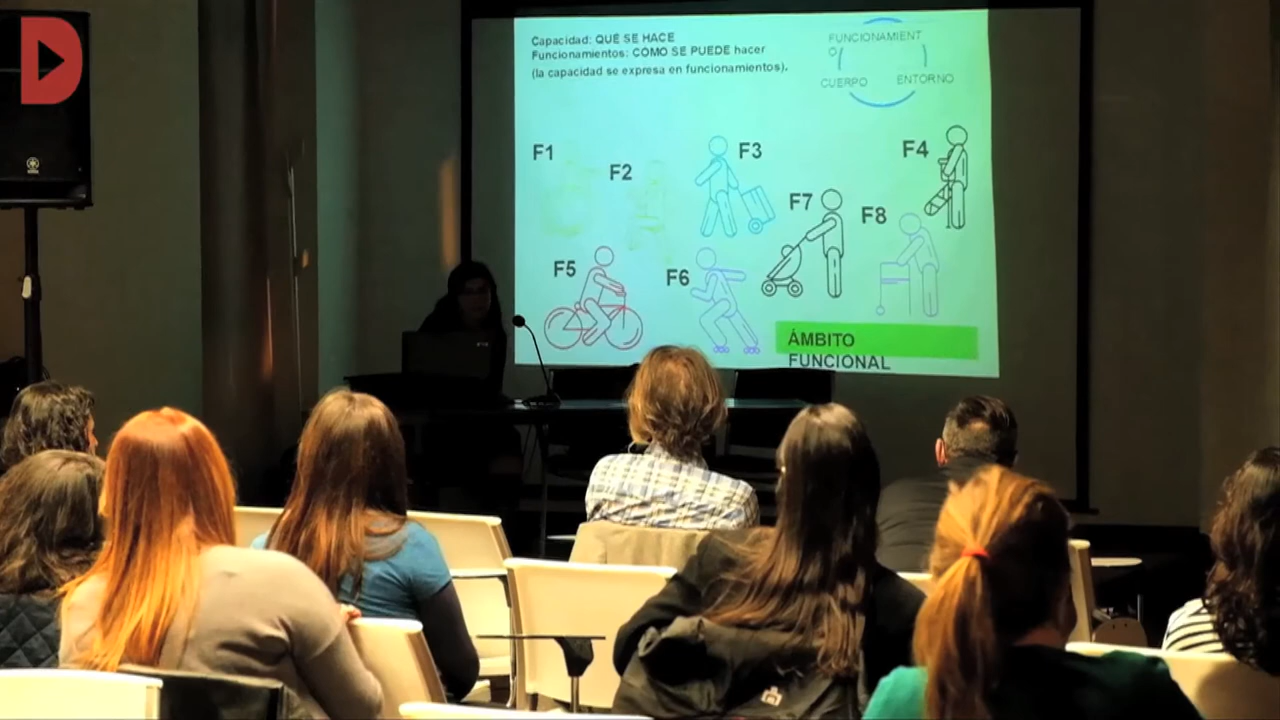 D
Capacidad: QUÉ SE HACE
Funcionamientos: COMO SE PUEDE hacer
(la capacidad se expresa en funcionamientos).
FUNCIONAMIENT
O
CUERPO
ENTORNO
F1
F2
F3
F4
F5
F6
F7
F8
ÁMBITO
FUNCIONAL